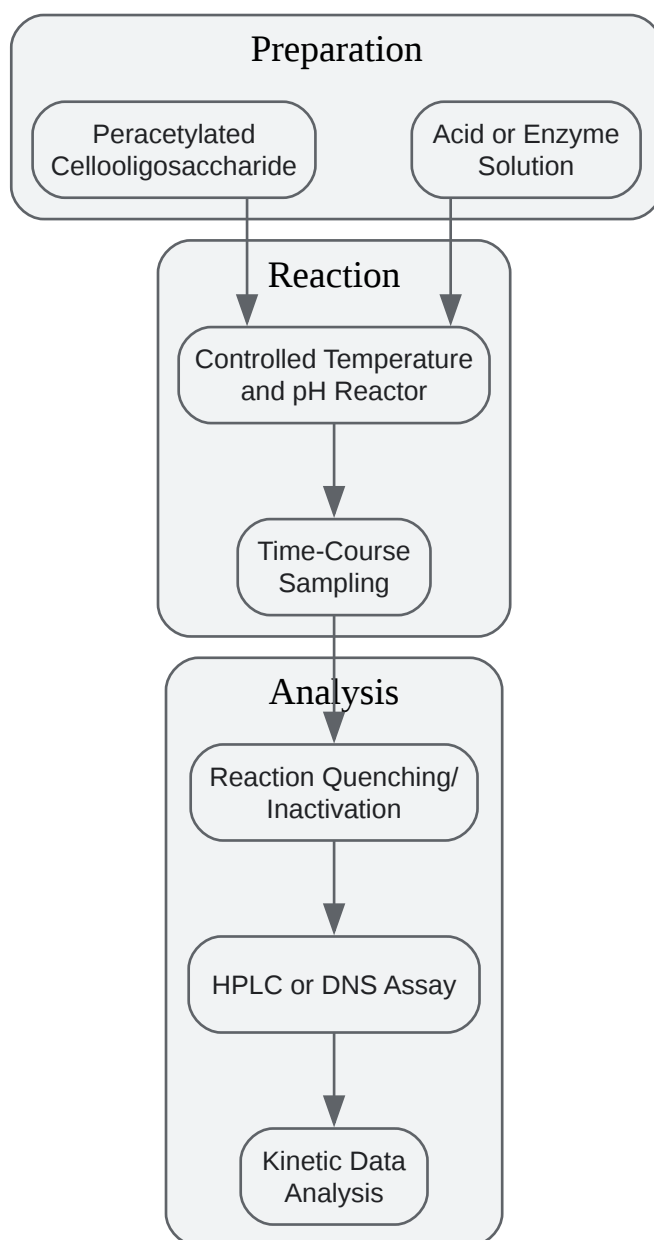 Preparation
Peracetylated
Cellooligosaccharide
Acid or Enzyme
Solution
Reaction
Controlled Temperature
and pH Reactor
Time-Course
Sampling
Analysis
Reaction Quenching/
Inactivation
HPLC or DNS Assay
Kinetic Data
Analysis